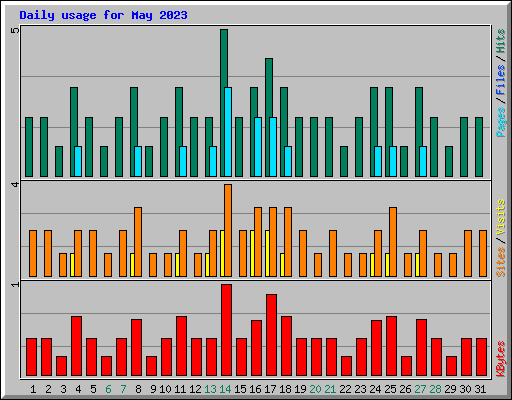 Daily usage for May 2023
5
Pages / Files / Hits
4
Sites / Visits
1
KBytes
1 2 3 4 5 6 7 8 9 10 11 12 13 14 15 16 17 18 19 20 21 22 23 24 25 26 27 28 29 30 31